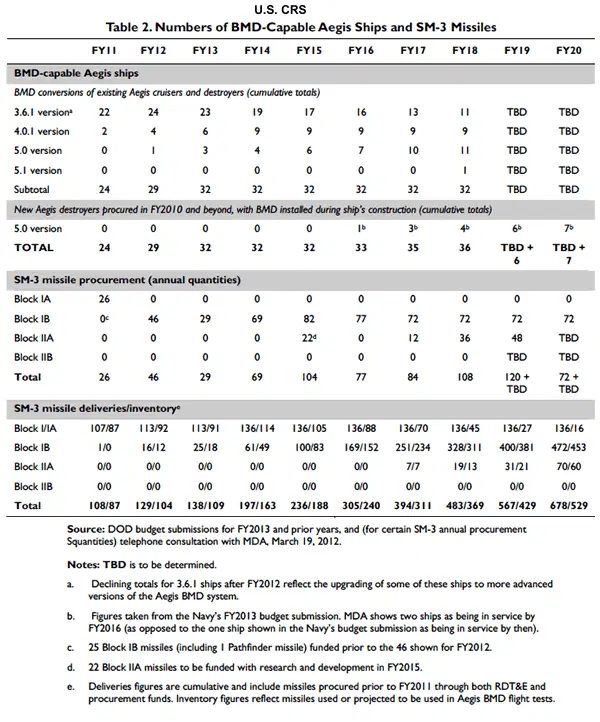 U.S. CRS
Table 2. Numbers of BMD-Capable Aegis Ships and SM-3 Missiles
FY11 FY12 FY13 FY14 FY15 FY16 FY17 FY18 FY19 FY20
BMD-capable Aegis ships
BMD conversions of existing Aegis cruisers and destroyers (cumulative totals)
3.6.1 versionᵃ 22 24 23 19 17 16 13 11 TBD TBD
4.0.1 version 2 4 6 9 9 9 9 9 TBD TBD
5.0 version 0 1 3 4 6 7 10 11 TBD TBD
5.1 version 0 0 0 0 0 0 0 1 TBD TBD
Subtotal 24 29 32 32 32 32 32 32 TBD TBD
New Aegis destroyers procured in FY2010 and beyond, with BMD installed during ship's construction (cumulative totals)
5.0 version 0 0 0 0 0 1ᵇ 3ᵇ 4ᵇ 6ᵇ 7ᵇ
TOTAL 24 29 32 32 32 33 35 36 TBD + TBD +
6 7
SM-3 missile procurement (annual quantities)
Block IA 26 0 0 0 0 0 0 0 0 0
Block IB 0ᶜ 46 29 69 82 77 72 72 72 72
Block IIA 0 0 0 0 22ᵈ 0 12 36 48 TBD
Block IIB 0 0 0 0 0 0 0 0 TBD TBD
Total 26 46 29 69 104 77 84 108 120 + 72 +
TBD TBD
SM-3 missile deliveries/inventoryᵉ
Block I/IA 107/87 113/92 113/91 136/114 136/105 136/88 136/70 136/45 136/27 136/16
Block IB 1/0 16/12 25/18 61/49 100/83 169/152 251/234 328/311 400/381 472/453
Block IIA 0/0 0/0 0/0 0/0 0/0 0/0 7/7 19/13 31/21 70/60
Block IIB 0/0 0/0 0/0 0/0 0/0 0/0 0/0 0/0 0/0 0/0
Total 108/87 129/104 138/109 197/163 236/188 305/240 394/311 483/369 567/429 678/529
Source: DOD budget submissions for FY2013 and prior years, and (for certain SM-3 annual procurement
Squantities) telephone consultation with MDA, March 19, 2012.
Notes: TBD is to be determined.
a. Declining totals for 3.6.1 ships after FY2012 reflect the upgrading of some of these ships to more advanced
versions of the Aegis BMD system.
b. Figures taken from the Navy's FY2013 budget submission. MDA shows two ships as being in service by
FY2016 (as opposed to the one ship shown in the Navy's budget submission as being in service by then).
c. 25 Block IB missiles (including 1 Pathfinder missile) funded prior to the 46 shown for FY2012.
d. 22 Block IIA missiles to be funded with research and development in FY2015.
e. Deliveries figures are cumulative and include missiles procured prior to FY2011 through both RDT&E and
procurement funds. Inventory figures reflect missiles used or projected to be used in Aegis BMD flight tests.